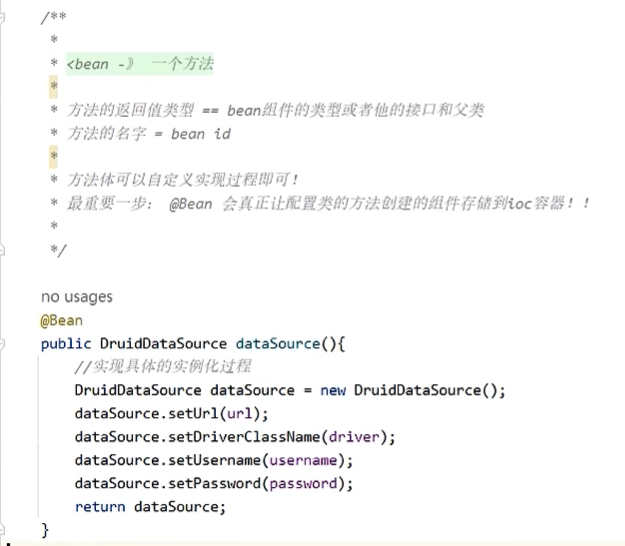 /**
*
* <bean -》 一个方法
*
* 方法的返回值类型 == bean组件的类型或者他的接口和父类
* 方法的名字 = bean id
*
* 方法体可以自定义实现过程即可！
* 最重要一步： @Bean 会真正让配置类的方法创建的组件存储到ioc容器！！
*
*/
no usages
@Bean
public DruidDataSource dataSource(){
//实现具体的实例化过程
DruidDataSource dataSource = new DruidDataSource();
dataSource.setUrl(url);
dataSource.setDriverClassName(driver);
dataSource.setUsername(username);
dataSource.setPassword(password);
return dataSource;
}